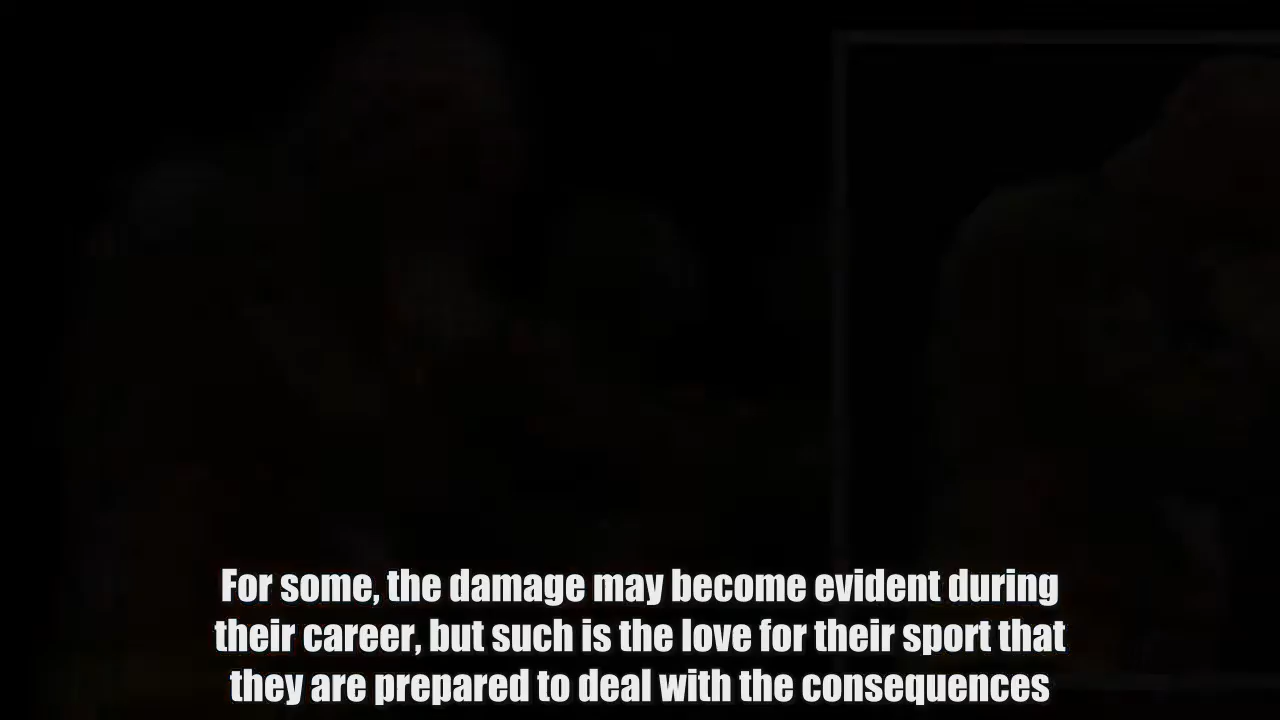 For some, the damage may become evident during
their career, but such is the love for their sport that
they are prepared to deal with the consequences